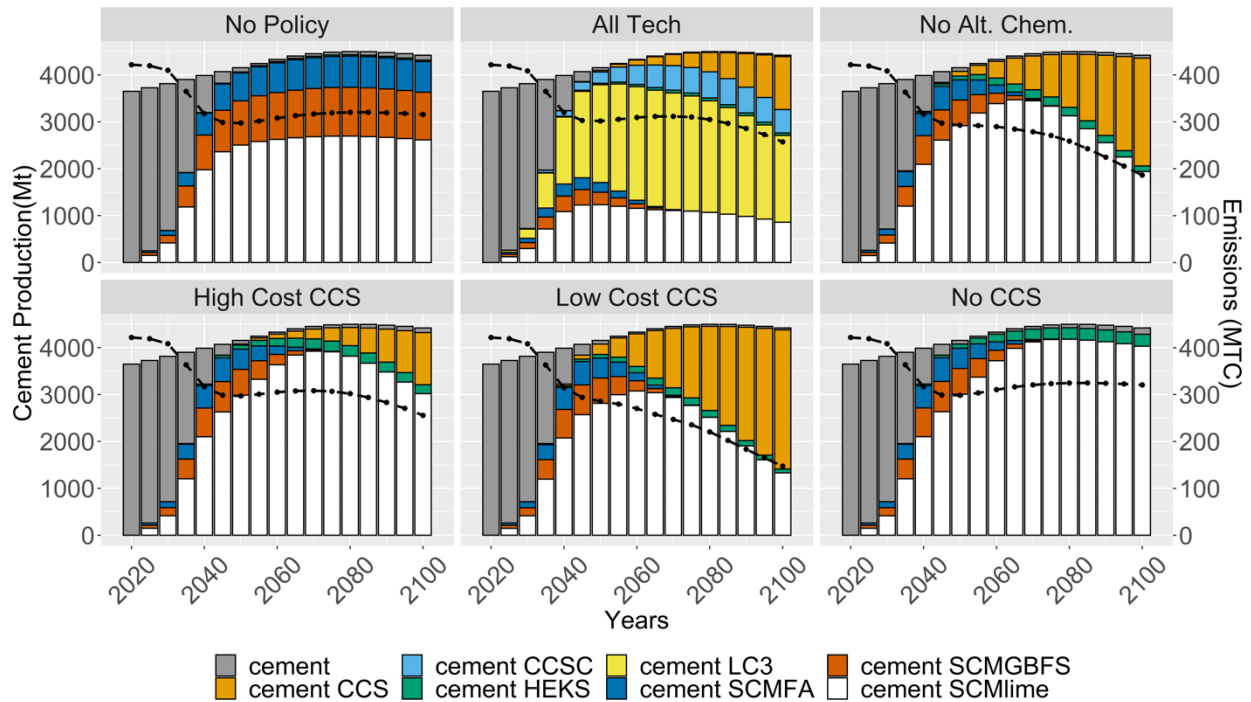 No Policy All Tech No Alt. Chem.
4000
3000
2000
1000
0
400
300
200
100
0
High Cost CCS Low Cost CCS No CCS
4000
3000
2000
1000
0
400
300
200
100
0
2020 2040 2060 2080 2100 2020 2040 2060 2080 2100 2020 2040 2060 2080 2100
Cement Production(Mt)
Emissions (MTC)
Years
cement cement CCSC cement LC3 cement SCMGBFS
cement CCS cement HEKS cement SCMFA cement SCMlime